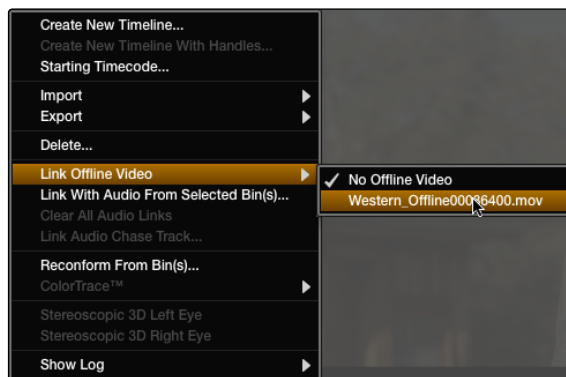 Create New Timeline...
Create New Timeline With Handles...
Starting Timecode...
Import
Export
Delete...
Link Offline Video
No Offline Video
Link With Audio From Selected Bin(s)...
Western_Offline00086400.mov
Clear All Audio Links
Link Audio Chase Track...
Reconform From Bin(s)...
ColorTrace™
Stereoscopic 3D Left Eye
Stereoscopic 3D Right Eye
Show Log